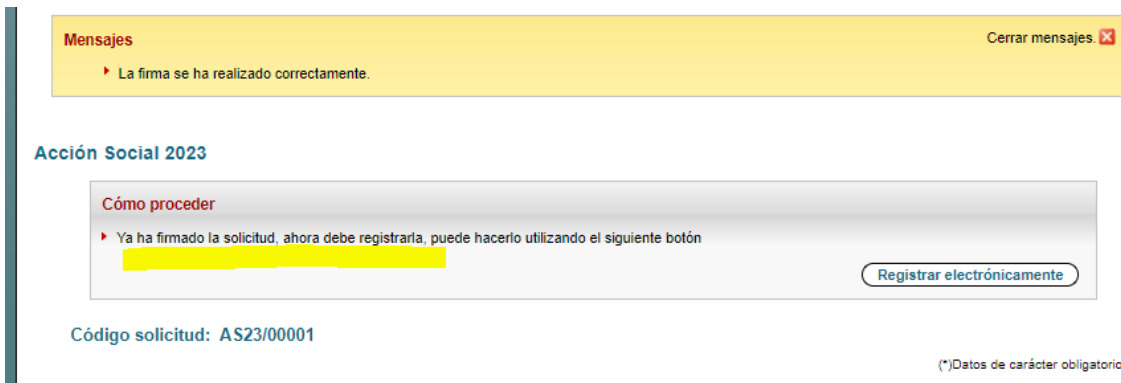 Mensajes
Cerrar mensajes.
La firma se ha realizado correctamente.
Acción Social 2023
Cómo proceder
Ya ha firmado la solicitud, ahora debe registrarla, puede hacerlo utilizando el siguiente botón
Registrar electrónicamente
Código solicitud: AS23/00001
(*)Datos de carácter obligatorio